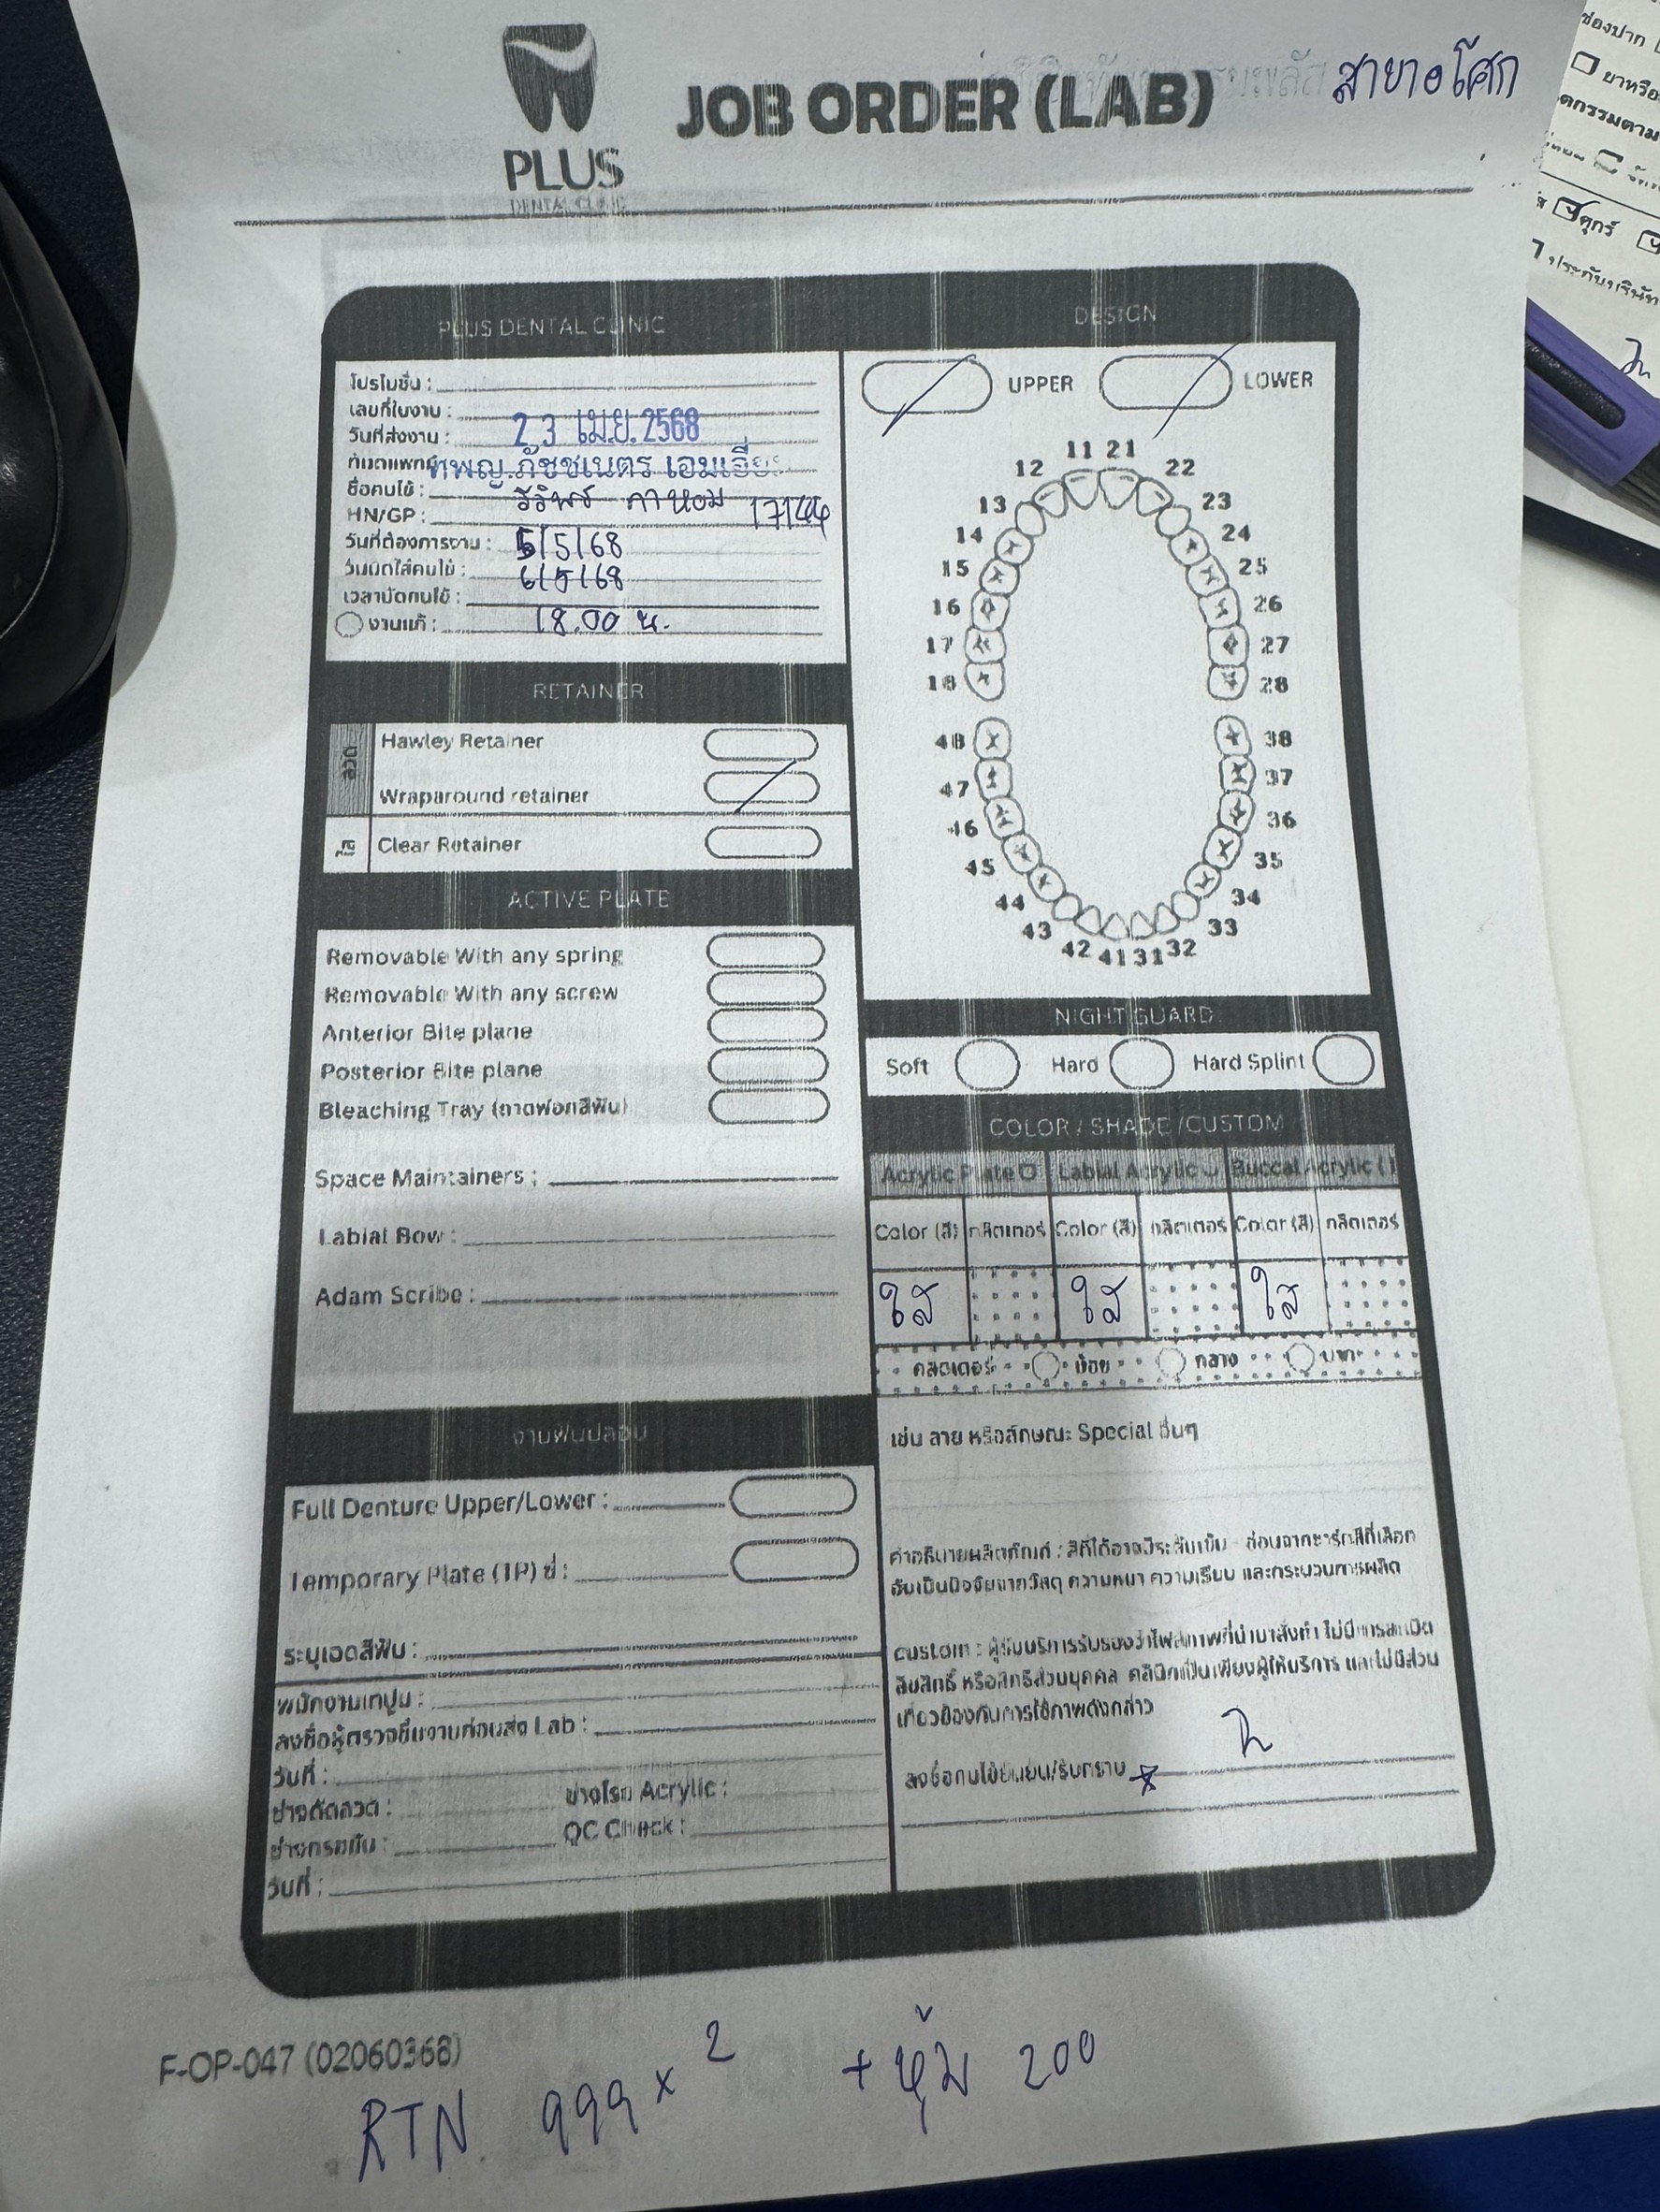 สาขาอโศก
JOB ORDER (LAB)
PLUS
DENTAL CLINIC
PLUS DENTAL CLINIC
โปรโมชั่น :
เลขที่ใบงาน :
วันที่ส่งงาน : 23 เม.ย. 2568
ทันตแพทย์ ทพญ.ภัชชเนตร
ชื่อคนไข้ :
HN/GP : 17144
วันที่ต้องการงาน : 5/5/68
วันนัดใส่คนไข้ : 6/5/68
เวลานัดคนไข้ :
งานแก้ : 18.00 น.
DESIGN
UPPER
LOWER
11 21
12 22
13 23
14 24
15 25
16 26
17 27
18 28
48 38
47 37
46 36
45 35
44 34
43 33
42 41 31 32
RETAINER
ลวด
Hawley Retainer
Wraparound retainer
ใส
Clear Retainer
ACTIVE PLATE
Removable With any spring
Removable With any screw
Anterior Bite plane
Posterior Bite plane
Bleaching Tray (ถาดฟอกสีฟัน)
Space Maintainers :
Labial Bow :
Adam Scribe :
NIGHT GUARD
Soft
Hard
Hard Splint
COLOR / SHADE /CUSTOM
Acrylic Plate
Labial Acrylic
Buccal Acrylic
Color (สี) กลิตเตอร์ Color (สี) กลิตเตอร์ Color (สี) กลิตเตอร์
ใส ใส ใส
กลิตเตอร์ น้อย กลาง มาก
เช่น ลาย หรือลักษณะ Special อื่นๆ
งานฟันปลอม
Full Denture Upper/Lower :
Temporary Plate (TP) ซี่ :
ระบุเฉดสีฟัน :
พนักงานเทปูน :
ลงชื่อผู้ตรวจชิ้นงานก่อนส่ง Lab :
วันที่ :
ช่างดัดลวด :
ช่างโรย Acrylic :
ช่างกรอขัด :
QC Check :
วันที่ :
คำอธิบายผลิตภัณฑ์ : สีที่ได้อาจมีระดับเข้ม - อ่อนจากชาร์ทสีที่เลือก
อันเป็นปัจจัยจากวัสดุ ความหนา ความเรียบ และกระบวนการผลิต
custom : ผู้รับบริการรับรองว่าไฟล์ภาพที่นำมาสั่งทำ ไม่มีการละเมิด
ลิขสิทธิ์ หรือสิทธิส่วนบุคคล คลินิกเป็นเพียงผู้ให้บริการ และไม่มีส่วน
เกี่ยวข้องกับการใช้ภาพดังกล่าว
ลงชื่อคนไข้ยืนยัน/รับทราบ
F-OP-047 (02060368)
RTN. 999 x 2 + หุ้ม 200
ช่องปาก
ประกันบริษัท